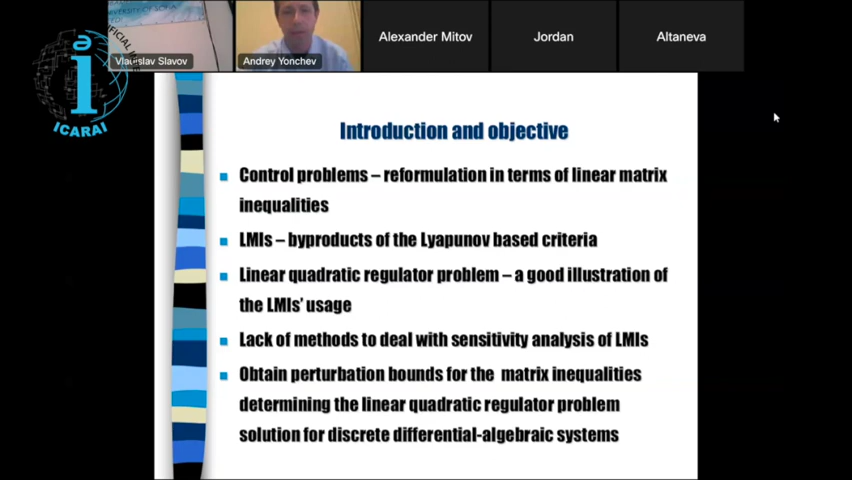 Vladislav Slavov
Andrey Yonchev
Alexander Mitov
Jordan
Altaneva
ICARAI
Introduction and objective
Control problems – reformulation in terms of linear matrix
inequalities
LMIs – byproducts of the Lyapunov based criteria
Linear quadratic regulator problem – a good illustration of
the LMIs' usage
Lack of methods to deal with sensitivity analysis of LMIs
Obtain perturbation bounds for the matrix inequalities
determining the linear quadratic regulator problem
solution for discrete differential-algebraic systems